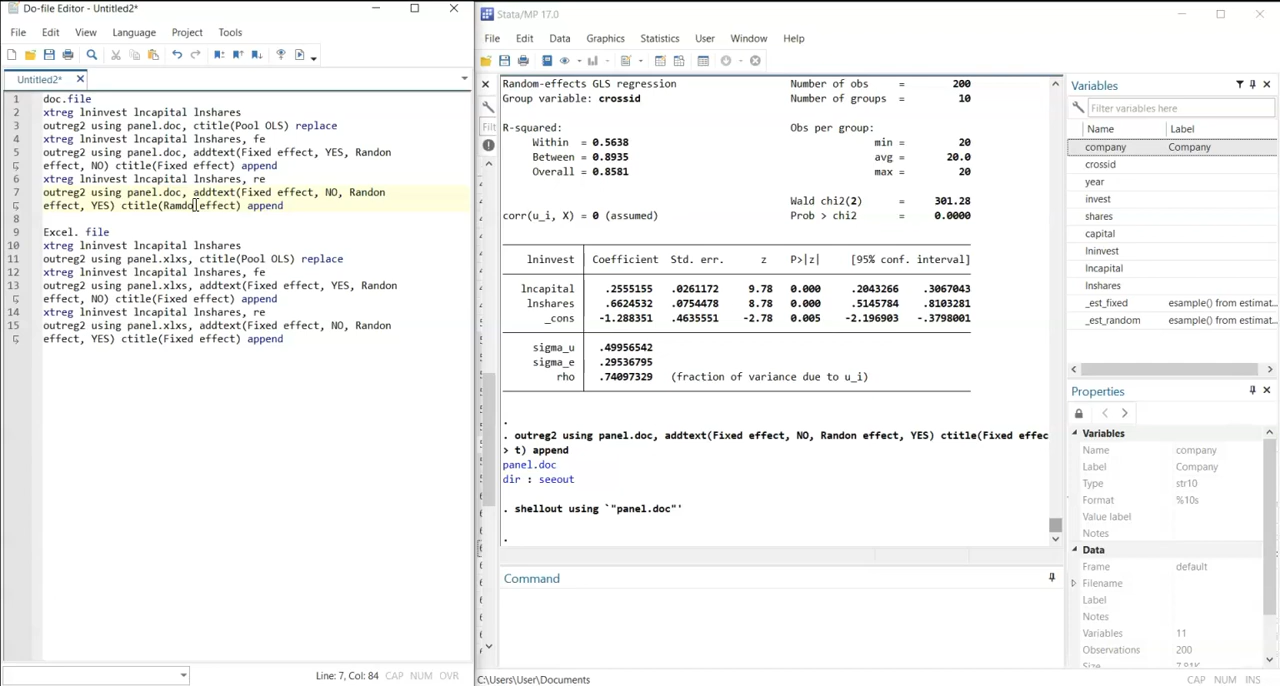 Do-file Editor - Untitled2*
File Edit View Language Project Tools
Untitled2*
1 doc.file
2 xtreg lninvest lncapital lnshares
3 outreg2 using panel.doc, ctitle(Pool OLS) replace
4 xtreg lninvest lncapital lnshares, fe
5 outreg2 using panel.doc, addtext(Fixed effect, YES, Randon
effect, NO) ctitle(Fixed effect) append
6 xtreg lninvest lncapital lnshares, re
7 outreg2 using panel.doc, addtext(Fixed effect, NO, Randon
effect, YES) ctitle(Ramdo effect) append
8
9 Excel. file
10 xtreg lninvest lncapital lnshares
11 outreg2 using panel.xlxs, ctitle(Pool OLS) replace
12 xtreg lninvest lncapital lnshares, fe
13 outreg2 using panel.xlxs, addtext(Fixed effect, YES, Randon
effect, NO) ctitle(Fixed effect) append
14 xtreg lninvest lncapital lnshares, re
15 outreg2 using panel.xlxs, addtext(Fixed effect, NO, Randon
effect, YES) ctitle(Fixed effect) append
Line: 7, Col: 84 CAP NUM OVR
Stata/MP 17.0
File Edit Data Graphics Statistics User Window Help
Filt
Random-effects GLS regression Number of obs = 200
Group variable: crossid Number of groups = 10
R-squared: Obs per group:
Within = 0.5638 min = 20
Between = 0.8935 avg = 20.0
Overall = 0.8581 max = 20
Wald chi2(2) = 301.28
corr(u_i, X) = 0 (assumed) Prob > chi2 = 0.0000
lninvest Coefficient Std. err. z P>|z| [95% conf. interval]
lncapital .2555155 .0261172 9.78 0.000 .2043266 .3067043
lnshares .6624532 .0754478 8.78 0.000 .5145784 .8103281
_cons -1.288351 .4635551 -2.78 0.005 -2.196903 -.3798001
sigma_u .49956542
sigma_e .29536795
rho .74097329 (fraction of variance due to u_i)
.
. outreg2 using panel.doc, addtext(Fixed effect, NO, Randon effect, YES) ctitle(Fixed effec
> t) append
panel.doc
dir : seeout
. shellout using `"panel.doc"'
.
Command
C:\Users\User\Documents
Variables
Filter variables here
Name Label
company Company
crossid
year
invest
shares
capital
lninvest
lncapital
lnshares
_est_fixed esample() from estimat...
_est_random esample() from estimat...
Properties
Variables
Name company
Label Company
Type str10
Format %10s
Value label
Notes
Data
Frame default
Filename
Label
Notes
Variables 11
Observations 200
Size 7.81K
CAP NUM INS